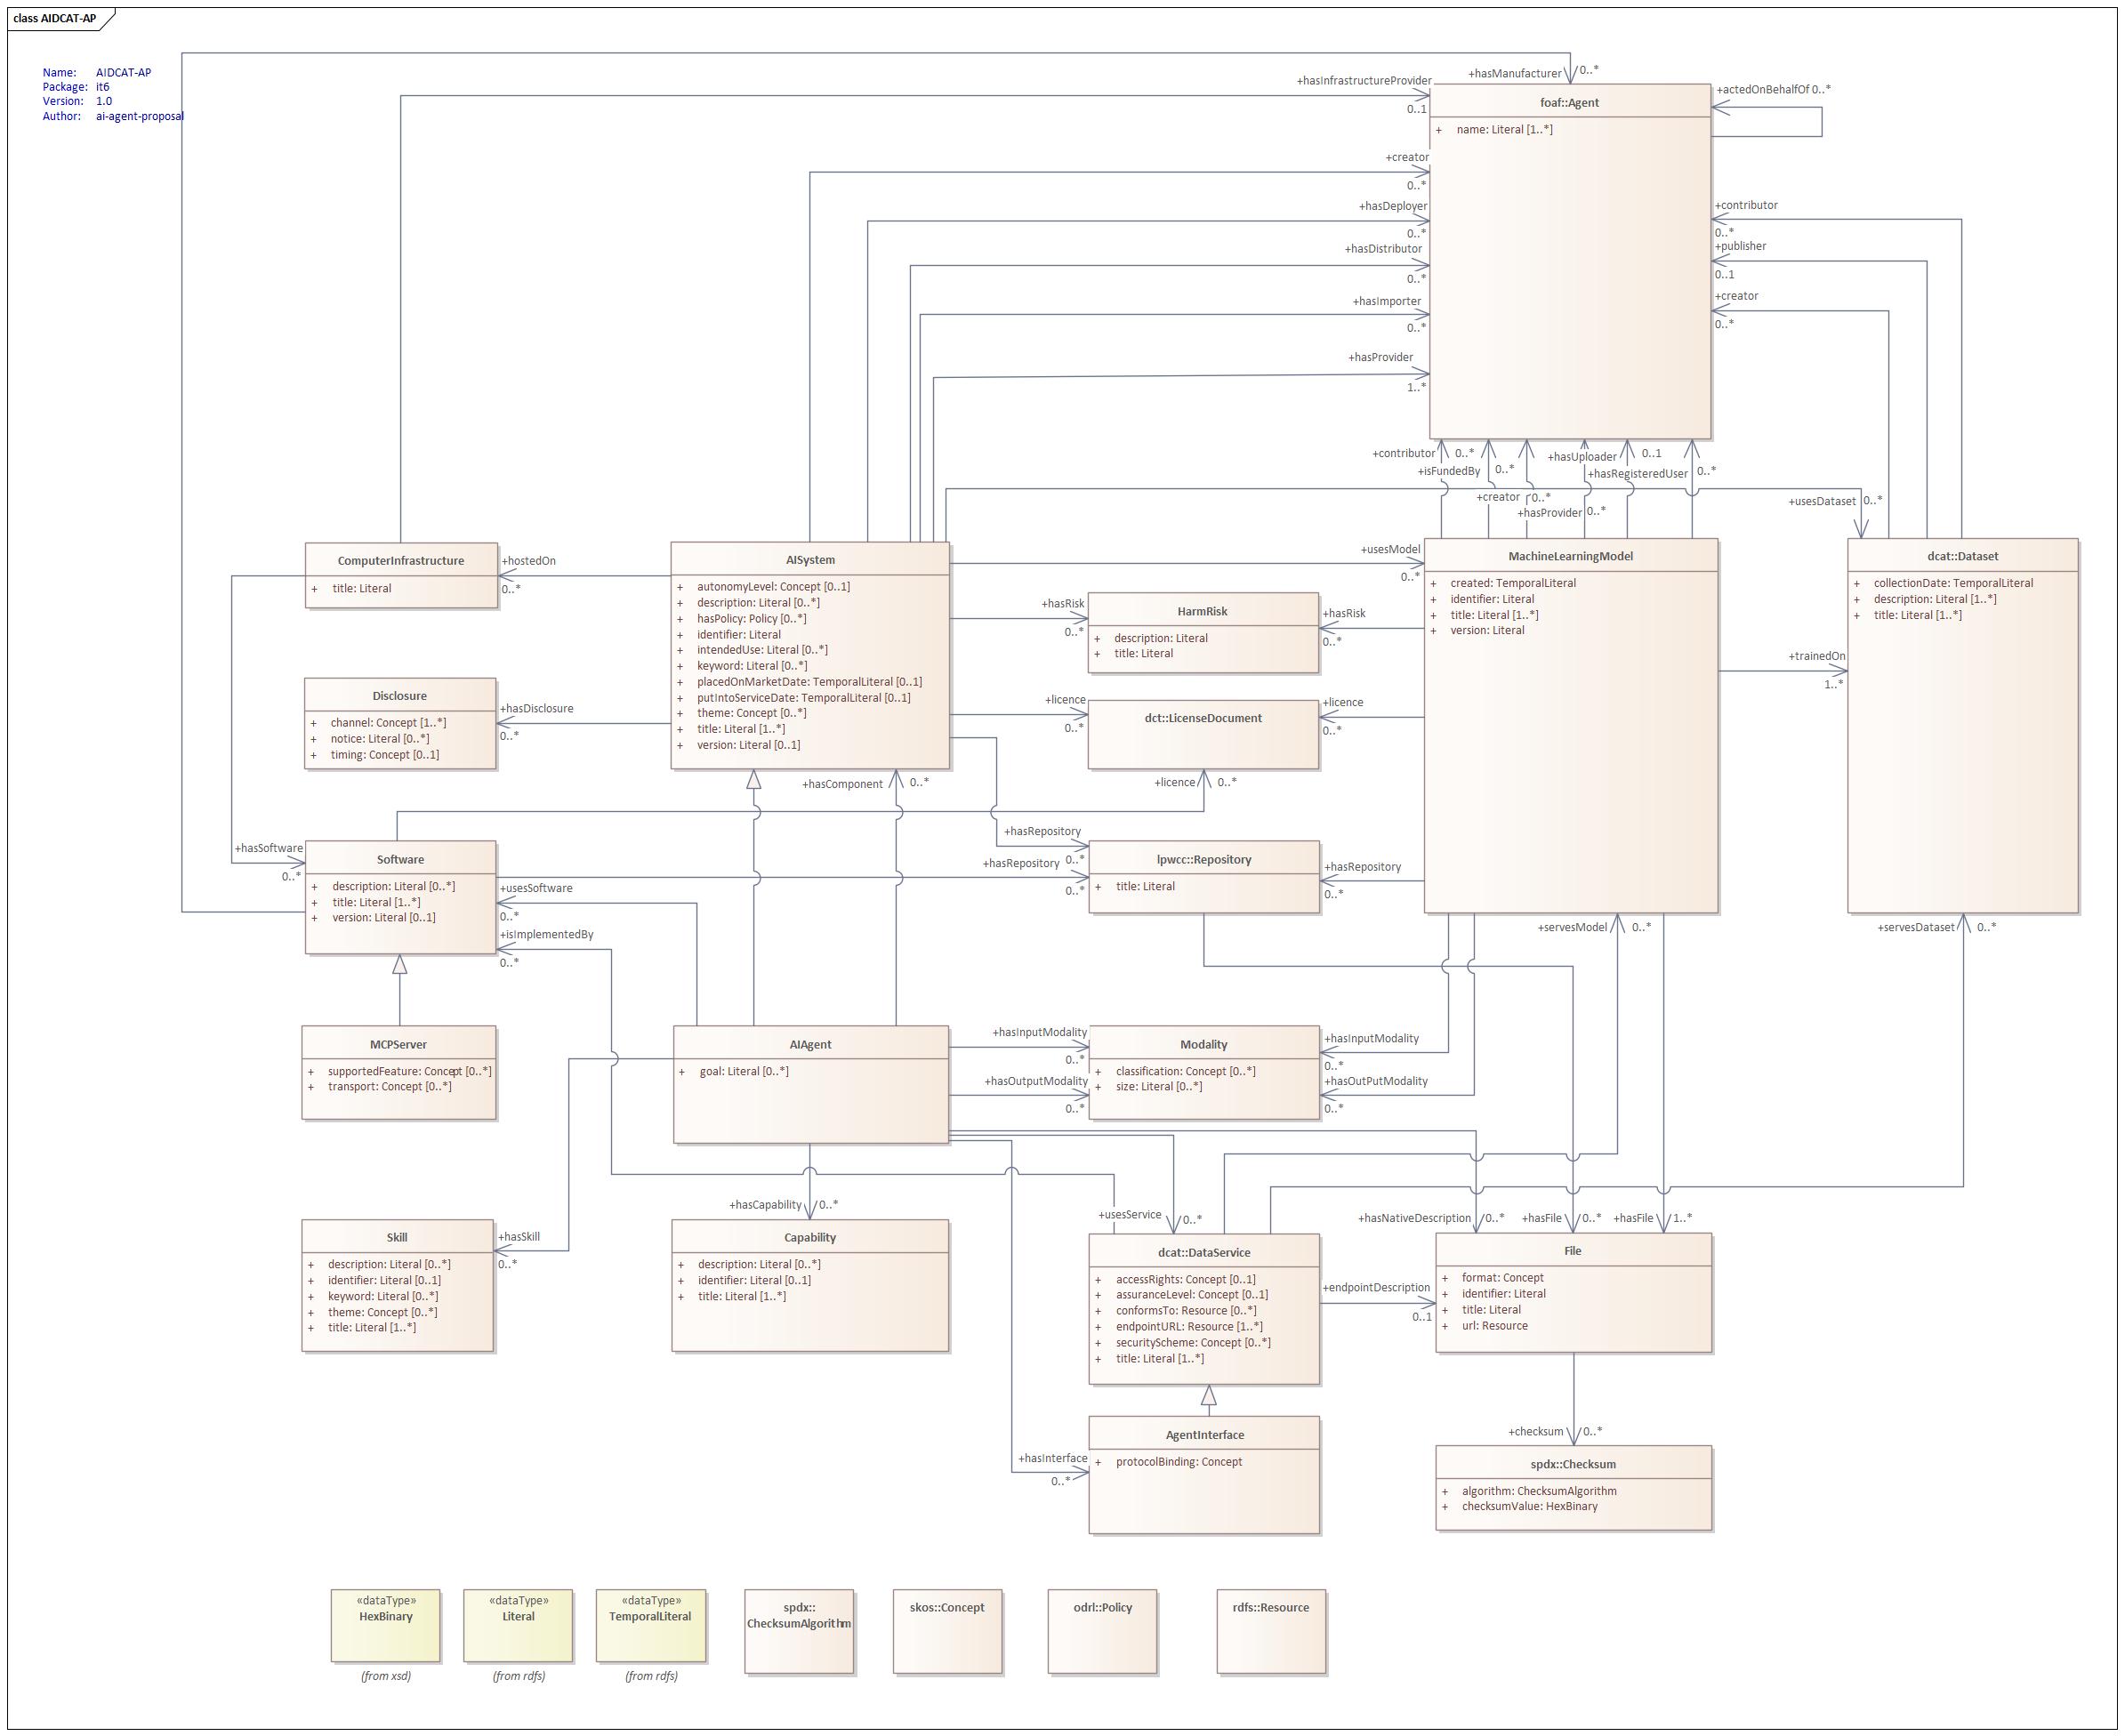 class AIDCAT-AP
Name: AIDCAT-AP
Package: it6
Version: 1.0
Author: ai-agent-proposal
+hasManufacturer 0..*
+hasInfrastructureProvider
0..1
foaf::Agent
+ name: Literal [1..*]
+actedOnBehalfOf 0..*
+creator
0..*
+hasDeployer
0..*
+hasDistributor
0..*
+hasImporter
0..*
+hasProvider
1..*
+contributor
0..*
+publisher
0..1
+creator
0..*
+contributor 0..*
+isFundedBy 0..*
+hasUploader 0..1
+hasRegisteredUser 0..*
+creator 0..*
+hasProvider 0..*
+usesDataset 0..*
ComputerInfrastructure
+ title: Literal
+hostedOn
0..*
AISystem
+ autonomyLevel: Concept [0..1]
+ description: Literal [0..*]
+ hasPolicy: Policy [0..*]
+ identifier: Literal
+ intendedUse: Literal [0..*]
+ keyword: Literal [0..*]
+ placedOnMarketDate: TemporalLiteral [0..1]
+ putIntoServiceDate: TemporalLiteral [0..1]
+ theme: Concept [0..*]
+ title: Literal [1..*]
+ version: Literal [0..1]
+usesModel
0..*
MachineLearningModel
+ created: TemporalLiteral
+ identifier: Literal
+ title: Literal [1..*]
+ version: Literal
dcat::Dataset
+ collectionDate: TemporalLiteral
+ description: Literal [1..*]
+ title: Literal [1..*]
+hasRisk
0..*
HarmRisk
+ description: Literal
+ title: Literal
+hasRisk
0..*
+trainedOn
1..*
Disclosure
+ channel: Concept [1..*]
+ notice: Literal [0..*]
+ timing: Concept [0..1]
+hasDisclosure
0..*
+licence
0..*
dct::LicenseDocument
+licence
0..*
+hasComponent 0..*
+licence 0..*
+hasSoftware
0..*
Software
+ description: Literal [0..*]
+ title: Literal [1..*]
+ version: Literal [0..1]
+usesSoftware
0..*
+isImplementedBy
0..*
+hasRepository
0..*
+hasRepository
0..*
lpwcc::Repository
+ title: Literal
+hasRepository
0..*
+servesModel 0..*
+servesDataset 0..*
MCPServer
+ supportedFeature: Concept [0..*]
+ transport: Concept [0..*]
AIAgent
+ goal: Literal [0..*]
+hasInputModality
0..*
+hasOutputModality
0..*
Modality
+ classification: Concept [0..*]
+ size: Literal [0..*]
+hasInputModality
0..*
+hasOutPutModality
0..*
+hasCapability 0..*
+usesService 0..*
+hasNativeDescription 0..*
+hasFile 0..*
+hasFile 1..*
Skill
+ description: Literal [0..*]
+ identifier: Literal [0..1]
+ keyword: Literal [0..*]
+ theme: Concept [0..*]
+ title: Literal [1..*]
+hasSkill
0..*
Capability
+ description: Literal [0..*]
+ identifier: Literal [0..1]
+ title: Literal [1..*]
dcat::DataService
+ accessRights: Concept [0..1]
+ assuranceLevel: Concept [0..1]
+ conformsTo: Resource [0..*]
+ endpointURL: Resource [1..*]
+ securityScheme: Concept [0..*]
+ title: Literal [1..*]
+endpointDescription
0..1
File
+ format: Concept
+ identifier: Literal
+ title: Literal
+ url: Resource
+hasInterface
0..*
AgentInterface
+ protocolBinding: Concept
+checksum 0..*
spdx::Checksum
+ algorithm: ChecksumAlgorithm
+ checksumValue: HexBinary
«dataType»
HexBinary
(from xsd)
«dataType»
Literal
(from rdfs)
«dataType»
TemporalLiteral
(from rdfs)
spdx::
ChecksumAlgorithm
skos::Concept
odrl::Policy
rdfs::Resource